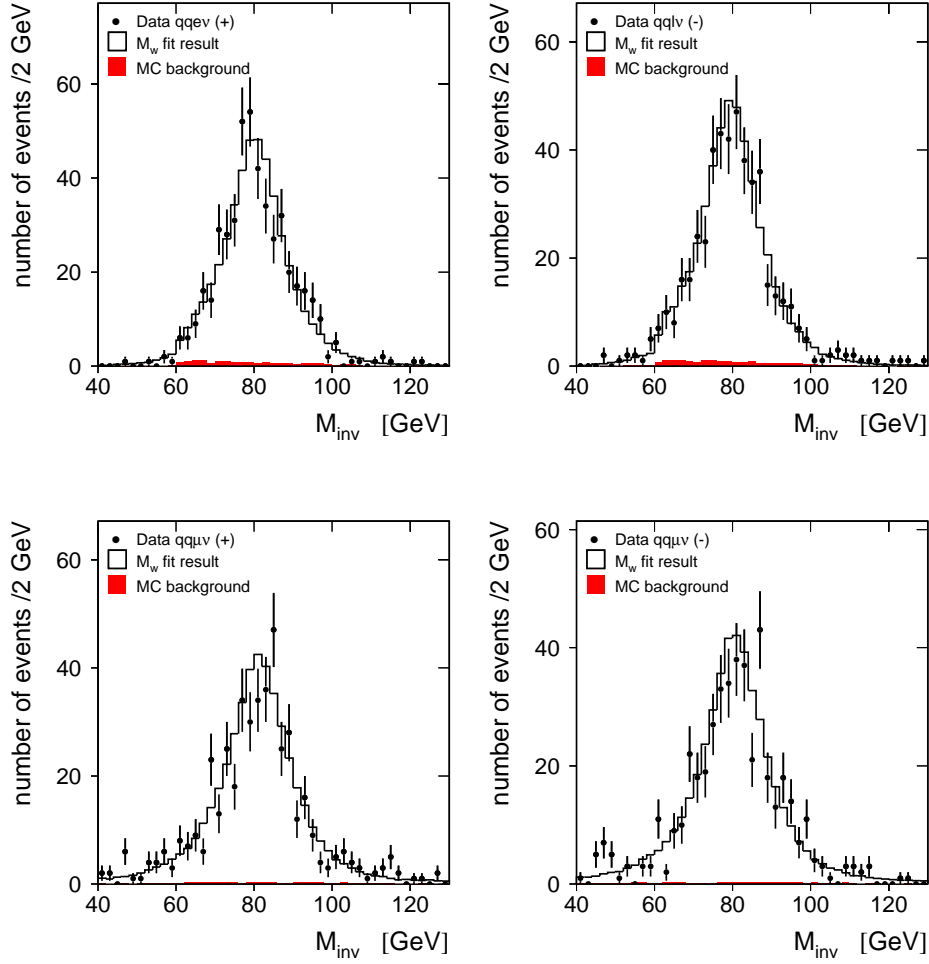 number of events /2 GeV
Data qqeν (+)
M_w fit result
MC background
60
40
20
0
40 60 80 100 120
M_inv [GeV]
number of events /2 GeV
Data qqlν (-)
M_w fit result
MC background
60
40
20
0
40 60 80 100 120
M_inv [GeV]
number of events /2 GeV
Data qqμν (+)
M_w fit result
MC background
60
40
20
0
40 60 80 100 120
M_inv [GeV]
number of events /2 GeV
Data qqμν (-)
M_w fit result
MC background
60
40
20
0
40 60 80 100 120
M_inv [GeV]